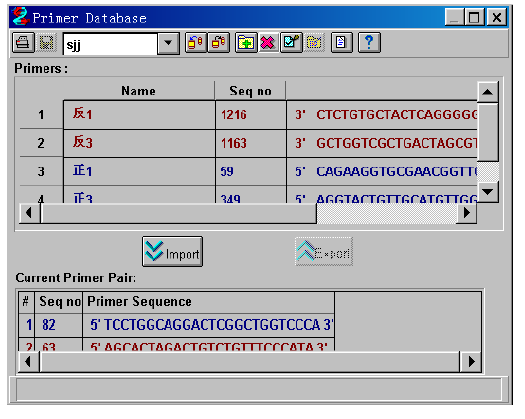 Primer Database
sjj
Primers :
Name Seq no
1 反1 1216 3' CTCTGTGCTACTCAGGGGG
2 反3 1163 3' GCTGGTCGCTGACTAGCGT
3 正1 59 5' CAGAAGGTGCGAACGGTT
4 正3 349 5' AGGTACTGTTGCATGTTGG
Import Export
Current Primer Pair:
# Seq no Primer Sequence
1 82 5' TCCTGGCAGGACTCGGCTGGTCCCA 3'
2 63 5' AGCACTAGACTGTCTGTTTCCCATA 3'